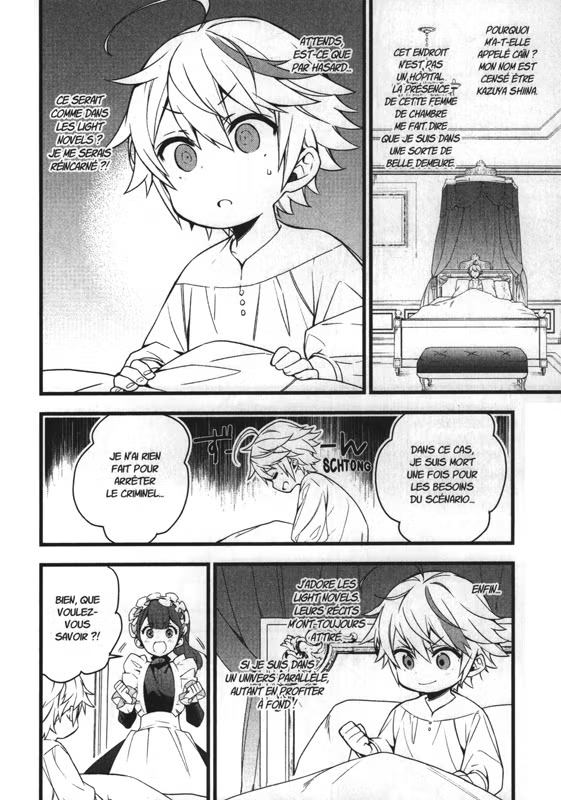 POURQUOI
M'A-T-ELLE
APPELÉ CAÏN ?
MON NOM EST
CENSÉ ÊTRE
KAZUYA SHIINA.
CET ENDROIT
N'EST PAS
UN HÔPITAL.
LA PRÉSENCE
DE CETTE FEMME
DE CHAMBRE
ME FAIT DIRE
QUE JE SUIS DANS
UNE SORTE DE
BELLE DEMEURE.
ATTENDS,
EST-CE QUE
PAR HASARD...
CE SERAIT
COMME DANS
LES LIGHT
NOVELS ?
JE ME SERAIS
RÉINCARNÉ ?!
DANS CE CAS,
JE SUIS MORT
UNE FOIS POUR
LES BESOINS
DU SCÉNARIO...
ず
ーん
SCHTONG
JE N'AI RIEN
FAIT POUR
ARRÊTER
LE CRIMINEL...
ENFIN...
J'ADORE LES
LIGHT NOVELS.
LEURS RÉCITS
M'ONT TOUJOURS
ATTIRÉ.
SI JE SUIS DANS
UN UNIVERS PARALLÈLE,
AUTANT EN PROFITER
À FOND !
BIEN, QUE
VOULEZ-
VOUS
SAVOIR ?!